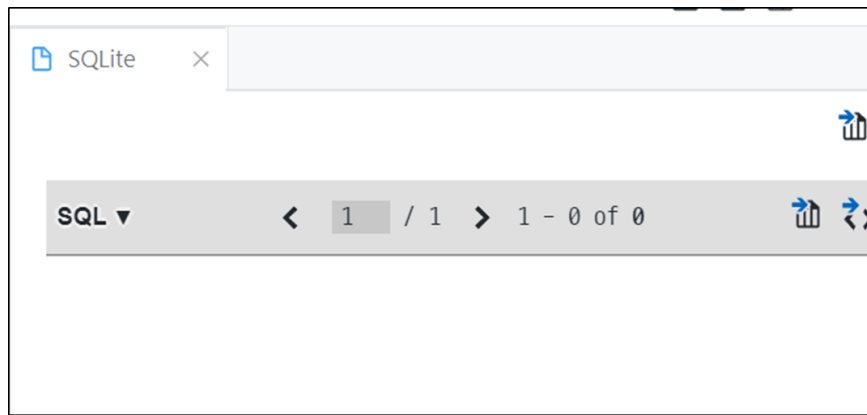 SQLite
SQL ▼ < 1 / 1 > 1 - 0 of 0